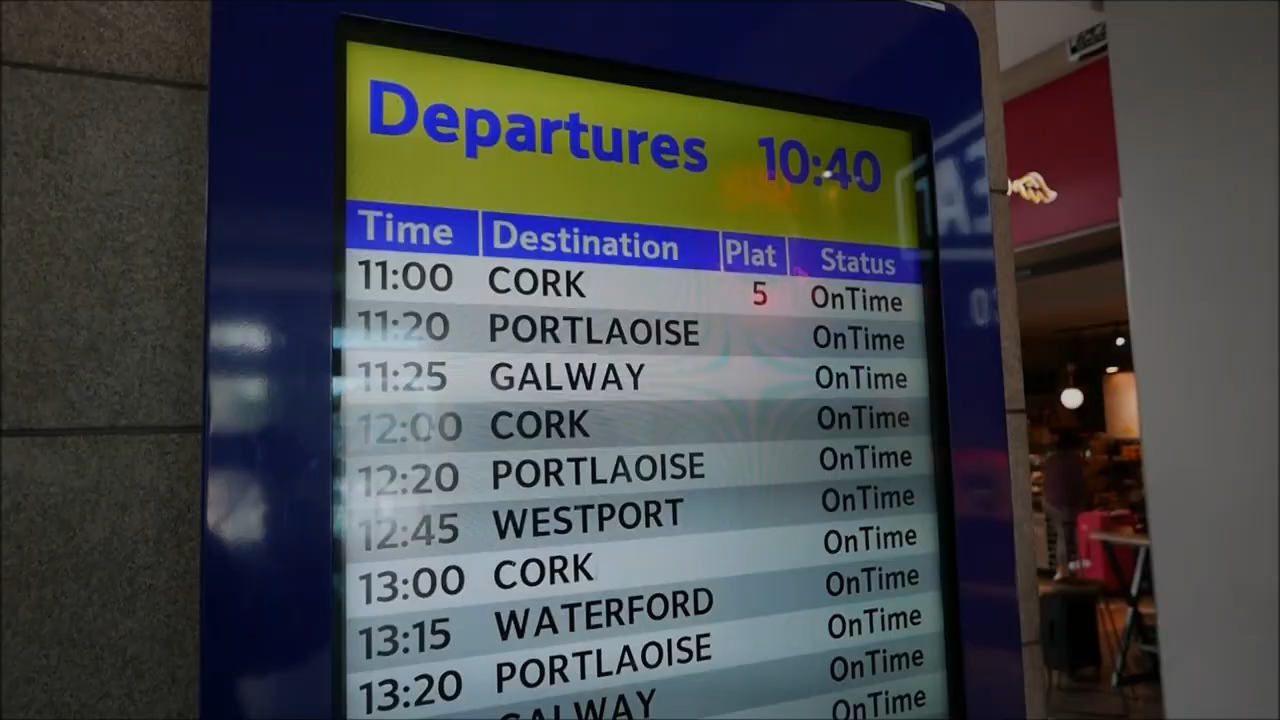 Departures 10:40
Time Destination Plat Status
11:00 CORK 5 OnTime
11:20 PORTLAOISE OnTime
11:25 GALWAY OnTime
12:00 CORK OnTime
12:20 PORTLAOISE OnTime
12:45 WESTPORT OnTime
13:00 CORK OnTime
13:15 WATERFORD OnTime
13:20 PORTLAOISE OnTime
GALWAY OnTime
OnTime